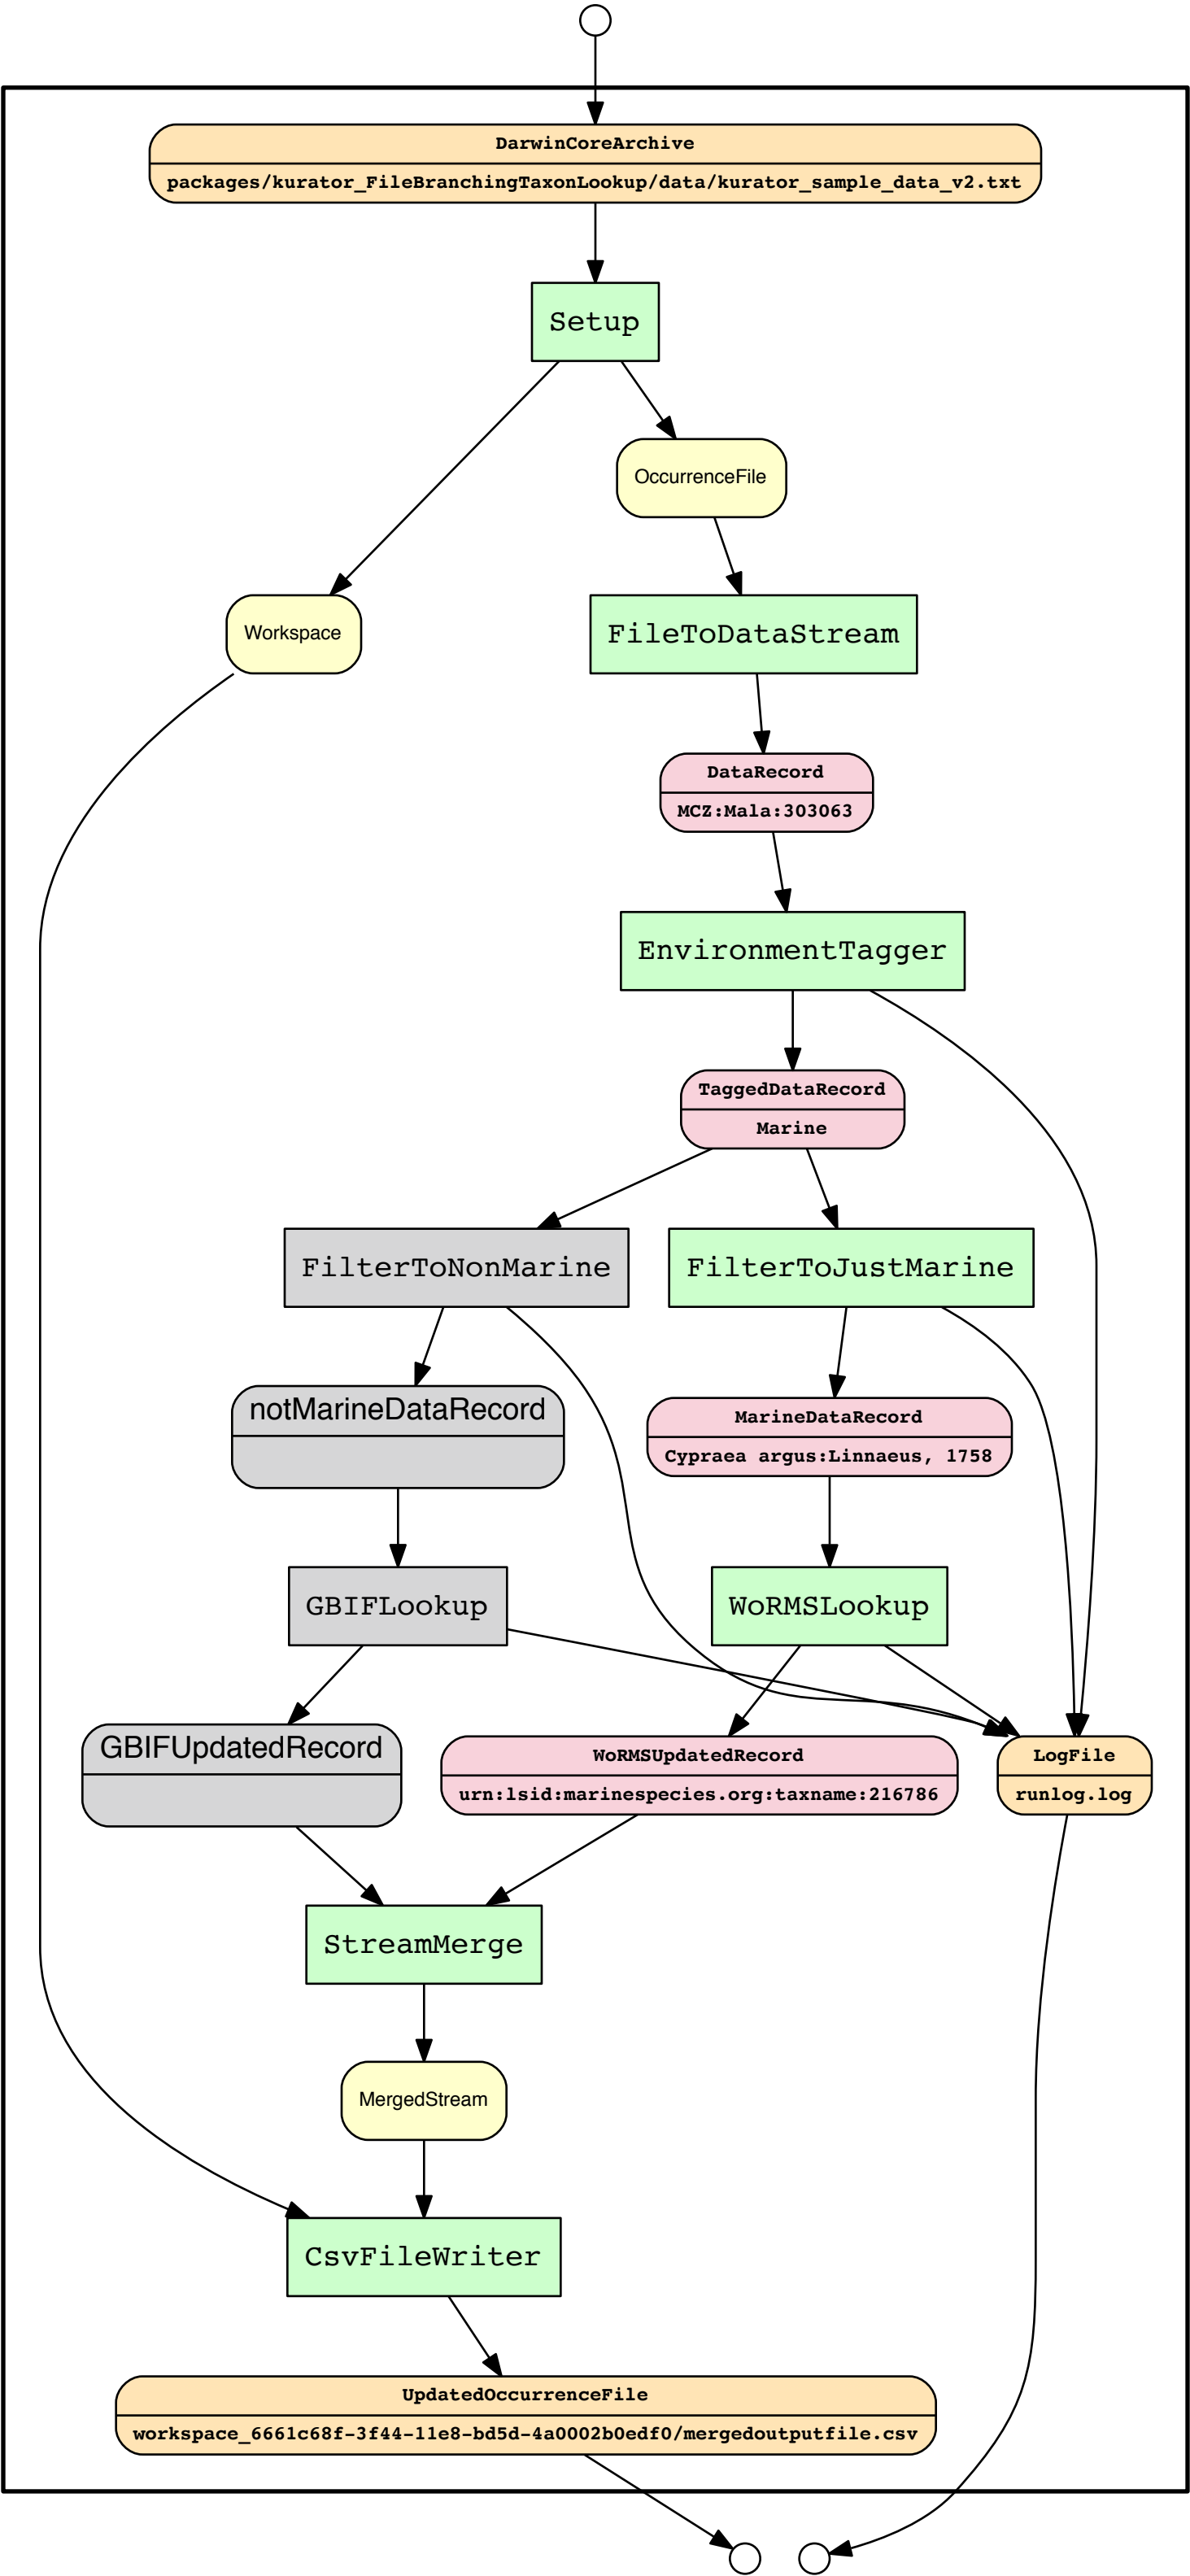 DarwinCoreArchive
packages/kurator_FileBranchingTaxonLookup/data/kurator_sample_data_v2.txt
Setup
OccurrenceFile
Workspace
FileToDataStream
DataRecord
MCZ:Mala:303063
EnvironmentTagger
TaggedDataRecord
Marine
FilterToNonMarine
FilterToJustMarine
notMarineDataRecord
MarineDataRecord
Cypraea argus:Linnaeus, 1758
GBIFLookup
WoRMSLookup
GBIFUpdatedRecord
WoRMSUpdatedRecord
urn:lsid:marinespecies.org:taxname:216786
LogFile
runlog.log
StreamMerge
MergedStream
CsvFileWriter
UpdatedOccurrenceFile
workspace_6661c68f-3f44-11e8-bd5d-4a0002b0edf0/mergedoutputfile.csv